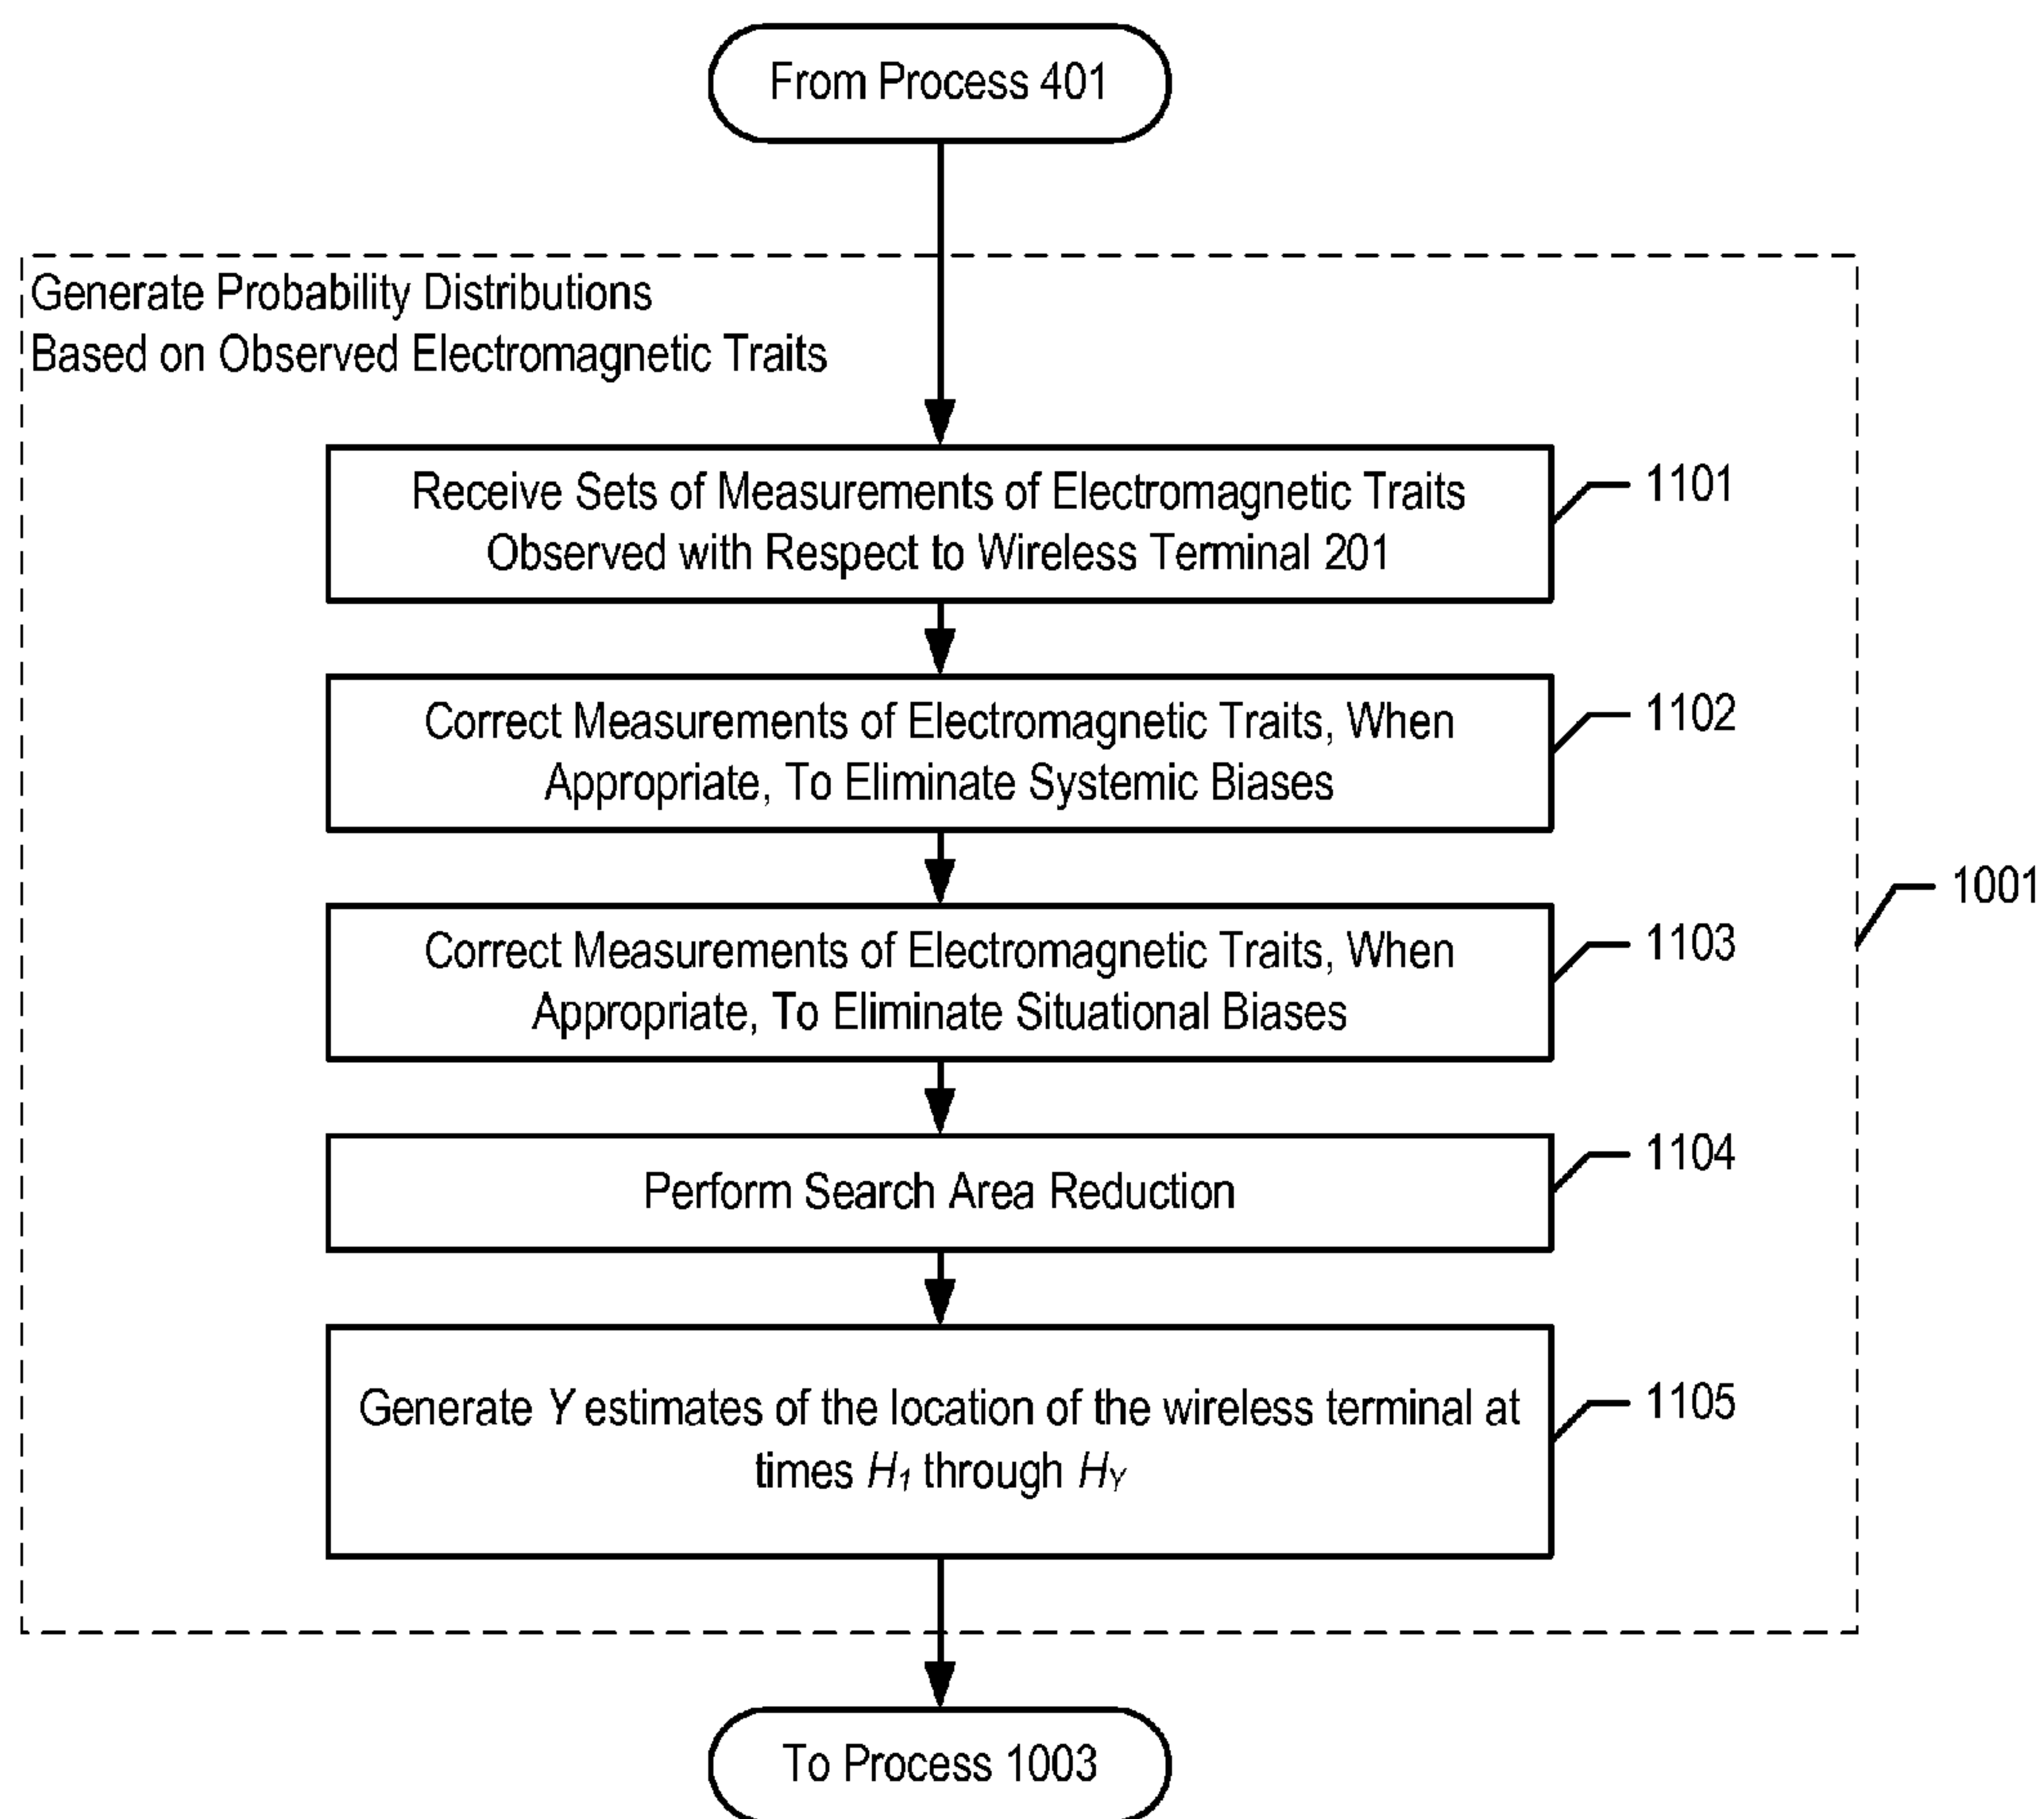 From Process 401
Generate Probability Distributions
Based on Observed Electromagnetic Traits
Receive Sets of Measurements of Electromagnetic Traits
Observed with Respect to Wireless Terminal 201
1101
Correct Measurements of Electromagnetic Traits, When
Appropriate, To Eliminate Systemic Biases
1102
Correct Measurements of Electromagnetic Traits, When
Appropriate, To Eliminate Situational Biases
1103
1001
Perform Search Area Reduction
1104
Generate Y estimates of the location of the wireless terminal at
times H₁ through Hᵧ
1105
To Process 1003